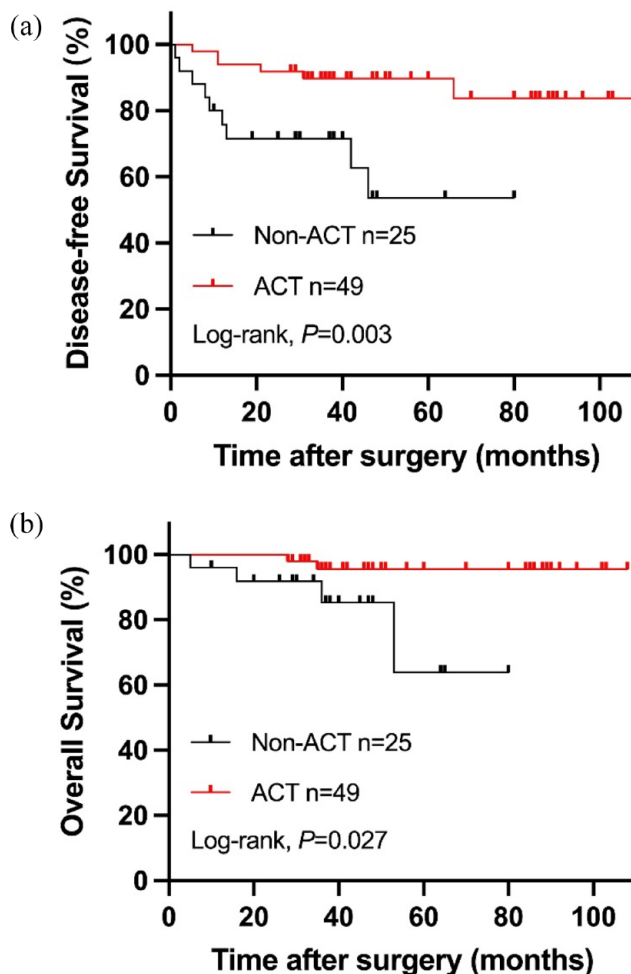 (a)
Disease-free Survival (%)
100
80
60
40
20
0
Non-ACT n=25
ACT n=49
Log-rank, P=0.003
0 20 40 60 80 100
Time after surgery (months)
(b)
Overall Survival (%)
100
80
60
40
20
0
Non-ACT n=25
ACT n=49
Log-rank, P=0.027
0 20 40 60 80 100
Time after surgery (months)